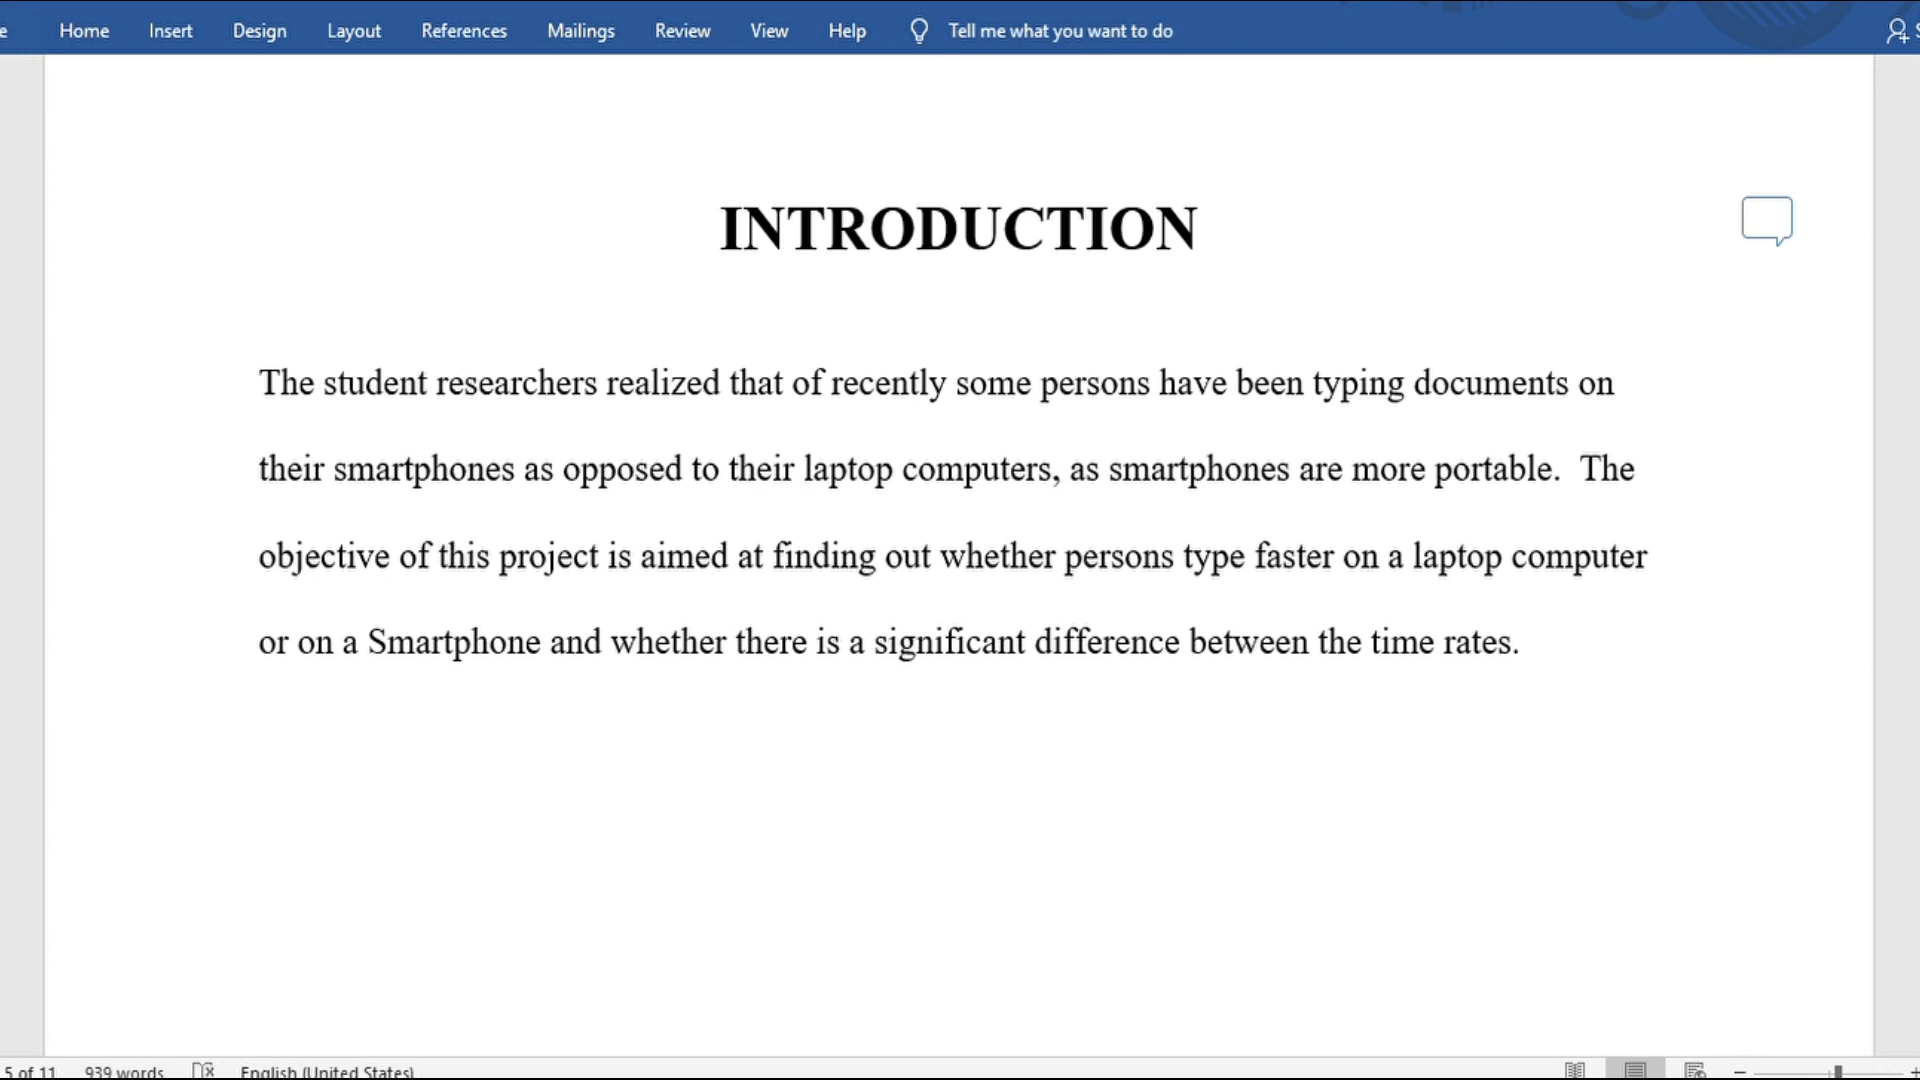 Home Insert Design Layout References Mailings Review View Help Tell me what you want to do
INTRODUCTION
The student researchers realized that of recently some persons have been typing documents on
their smartphones as opposed to their laptop computers, as smartphones are more portable.  The
objective of this project is aimed at finding out whether persons type faster on a laptop computer
or on a Smartphone and whether there is a significant difference between the time rates.
5 of 11 939 words English (United States)